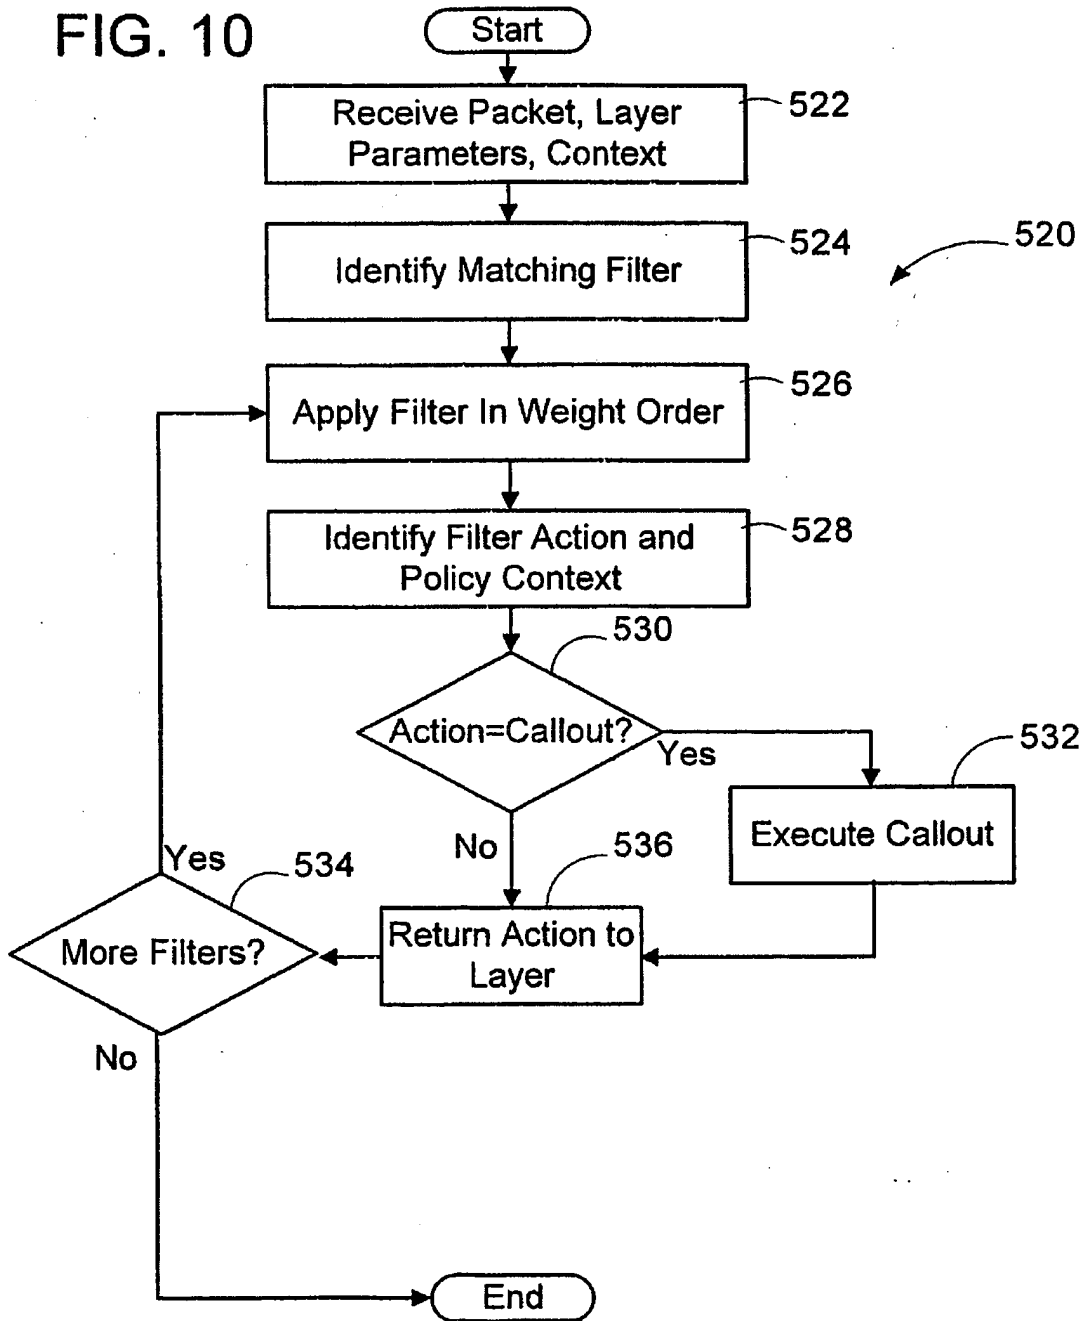 FIG. 10
Start
Receive Packet, Layer
Parameters, Context
522
Identify Matching Filter
524
520
Apply Filter In Weight Order
526
Identify Filter Action and
Policy Context
528
530
Action=Callout?
Yes
532
Execute Callout
No
536
Return Action to
Layer
Yes
534
More Filters?
No
End